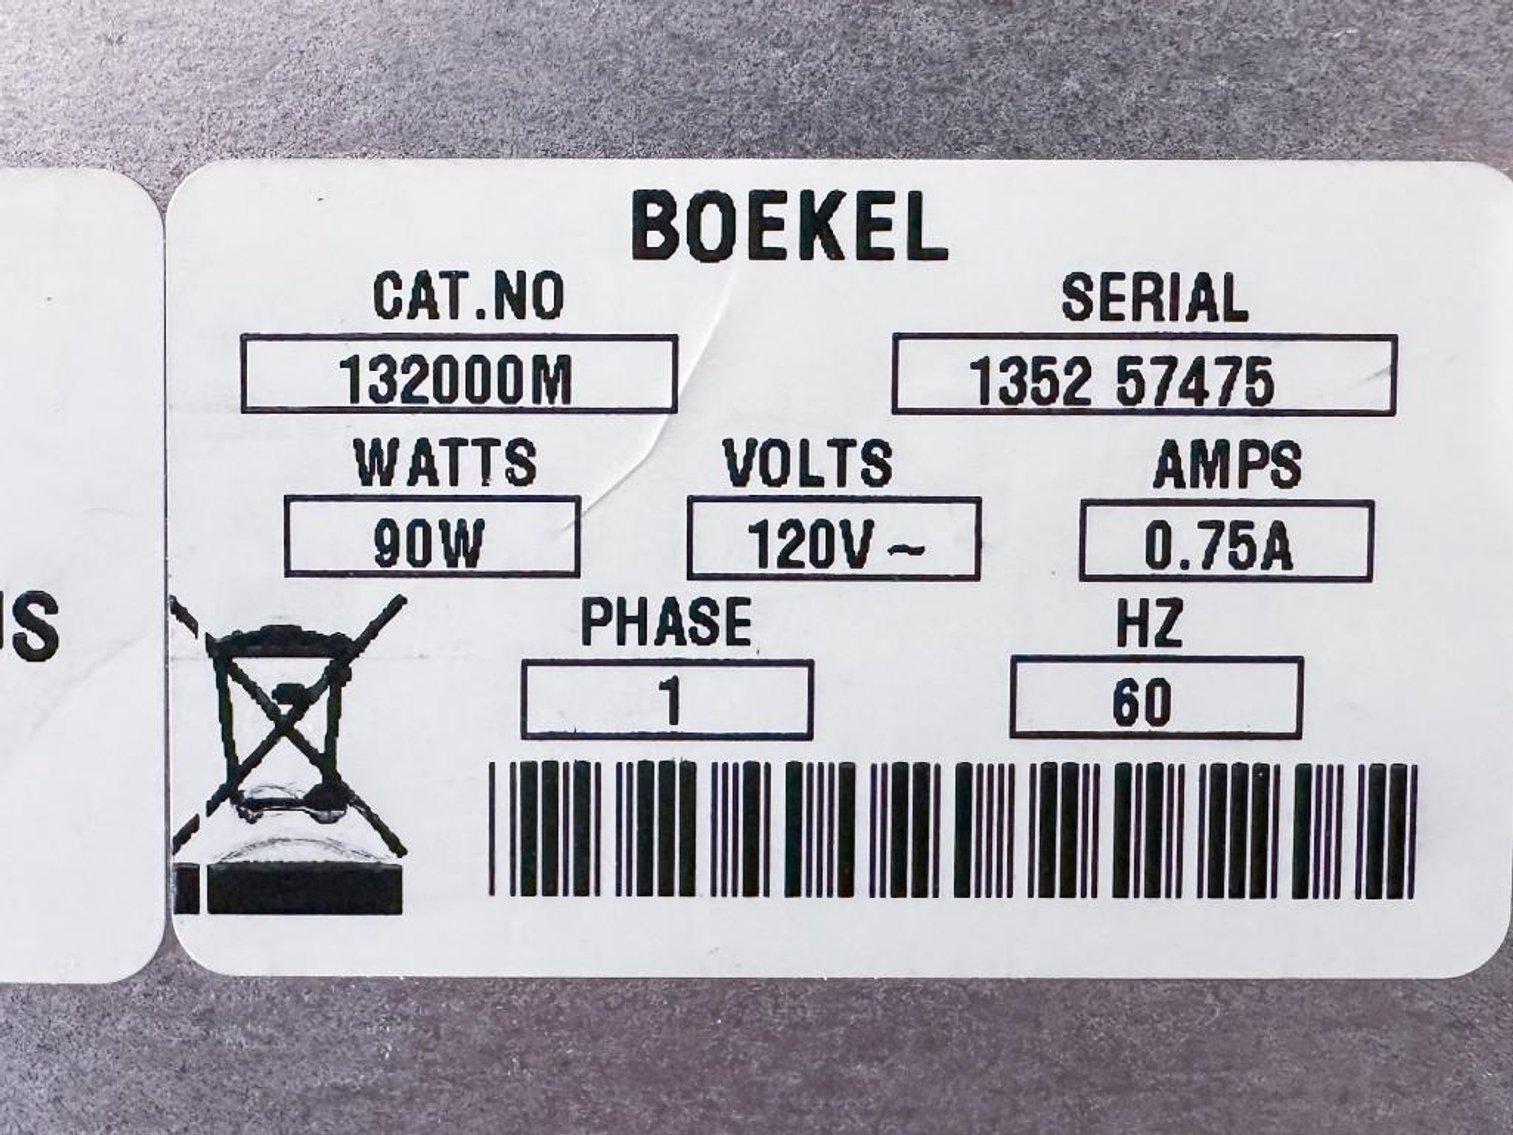 BOEKEL
CAT.NO SERIAL
132000M 1352 57475
WATTS VOLTS AMPS
90W 120V~ 0.75A
PHASE HZ
1 60